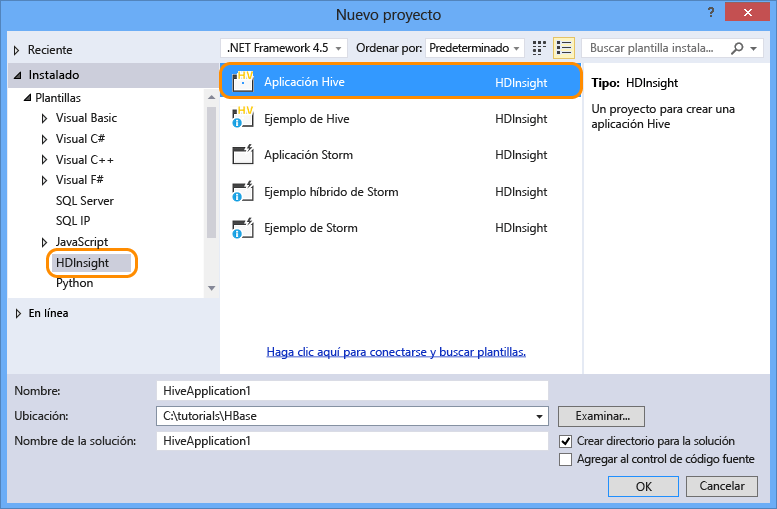 Nuevo proyecto
?
Reciente
.NET Framework 4.5
Ordenar por:
Predeterminado
Buscar plantilla instala...
Instalado
Plantillas
Visual Basic
Visual C#
Visual C++
Visual F#
SQL Server
SQL IP
JavaScript
HDInsight
Python
En línea
Aplicación Hive HDInsight
Ejemplo de Hive HDInsight
Aplicación Storm HDInsight
Ejemplo híbrido de Storm HDInsight
Ejemplo de Storm HDInsight
Haga clic aquí para conectarse y buscar plantillas.
Tipo: HDInsight
Un proyecto para crear una
aplicación Hive
Nombre: HiveApplication1
Ubicación: C:\tutorials\HBase Examinar...
Nombre de la solución: HiveApplication1
Crear directorio para la solución
Agregar al control de código fuente
OK Cancelar